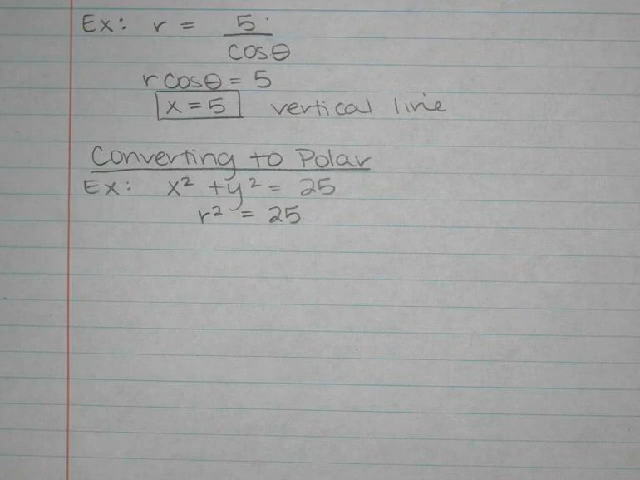 Ex: r = 5/cosθ
r cosθ = 5
x = 5 vertical line
Converting to Polar
Ex: x² + y² = 25
r² = 25